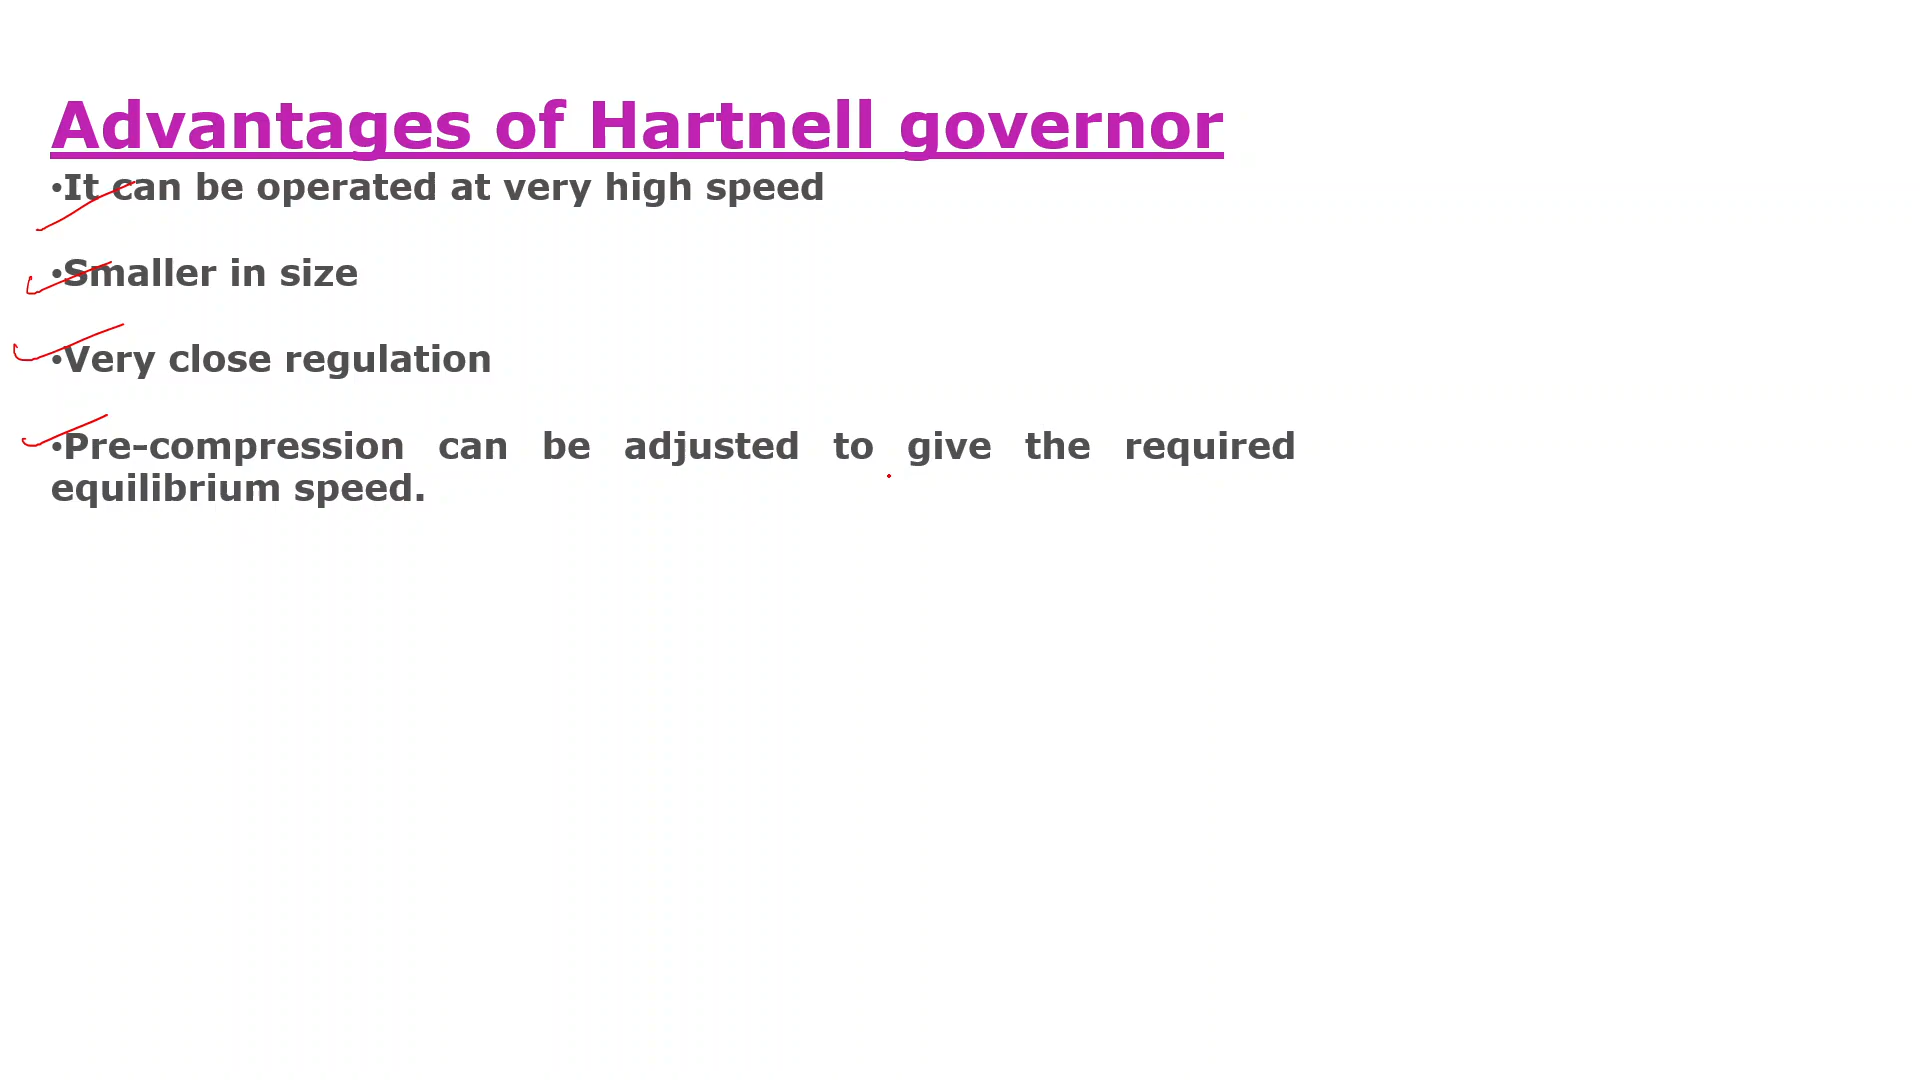 Advantages of Hartnell governor
•It can be operated at very high speed
•Smaller in size
•Very close regulation
•Pre-compression can be adjusted to give the required
equilibrium speed.